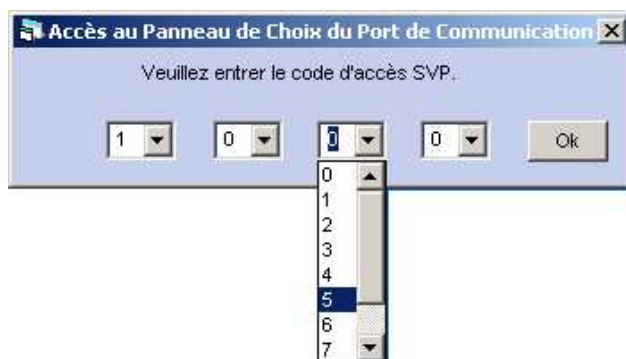 Accès au Panneau de Choix du Port de Communication
Veuillez entrer le code d'accès SVP.
1 0 0 0 Ok
0
1
2
3
4
5
6
7